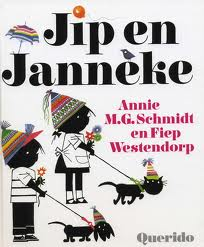 Jip en
Janneke
Annie
M.G. Schmidt
en Fiep
Westendorp
Querido